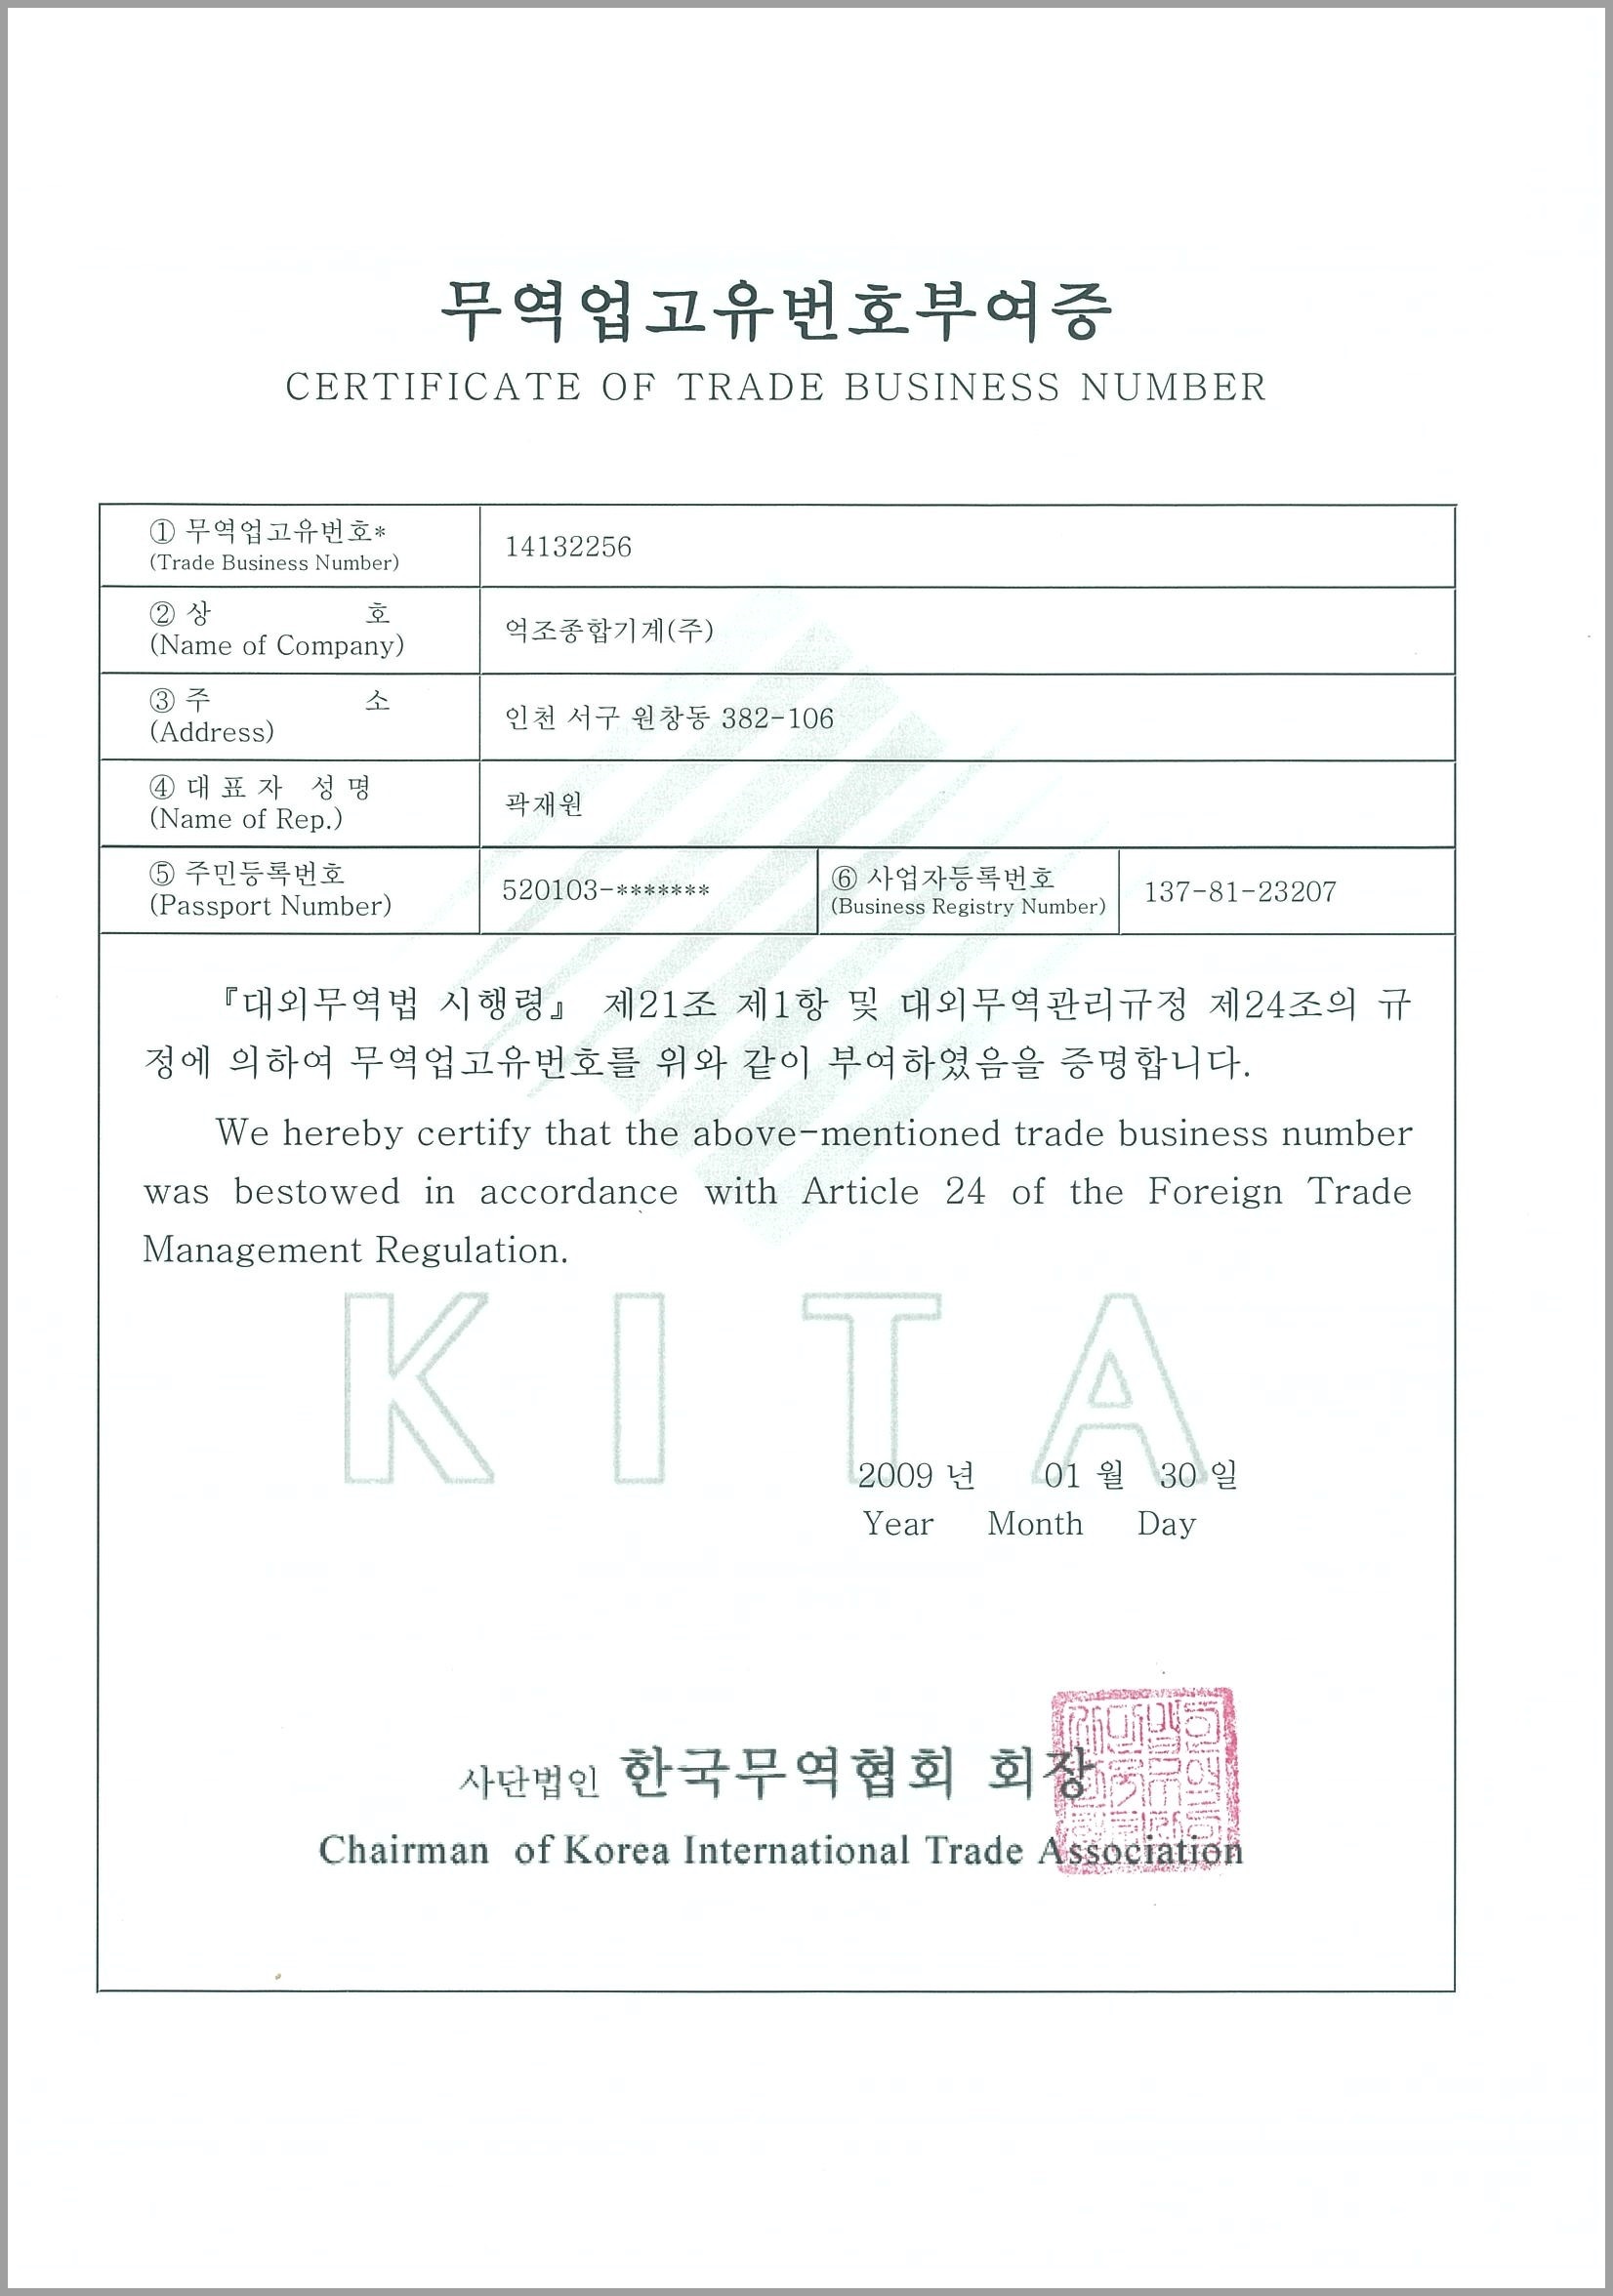 무역업고유번호부여증
CERTIFICATE OF TRADE BUSINESS NUMBER
① 무역업고유번호*
(Trade Business Number)
14132256
② 상 호
(Name of Company)
억조종합기계(주)
③ 주 소
(Address)
인천 서구 원창동 382-106
④ 대 표 자 성 명
(Name of Rep.)
곽재원
⑤ 주민등록번호
(Passport Number)
520103-*******
⑥ 사업자등록번호
(Business Registry Number)
137-81-23207
『대외무역법 시행령』 제21조 제1항 및 대외무역관리규정 제24조의 규
정에 의하여 무역업고유번호를 위와 같이 부여하였음을 증명합니다.
We hereby certify that the above-mentioned trade business number
was bestowed in accordance with Article 24 of the Foreign Trade
Management Regulation.
KITA
2009 년 01 월 30 일
Year Month Day
사단법인 한국무역협회 회장
Chairman of Korea International Trade Association